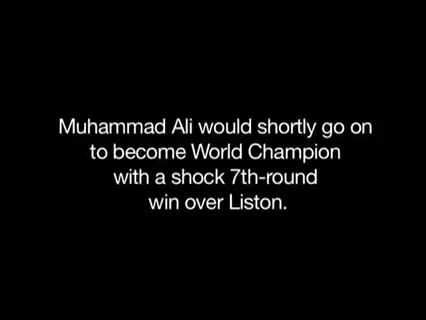 Muhammad Ali would shortly go on
to become World Champion
with a shock 7th-round
win over Liston.